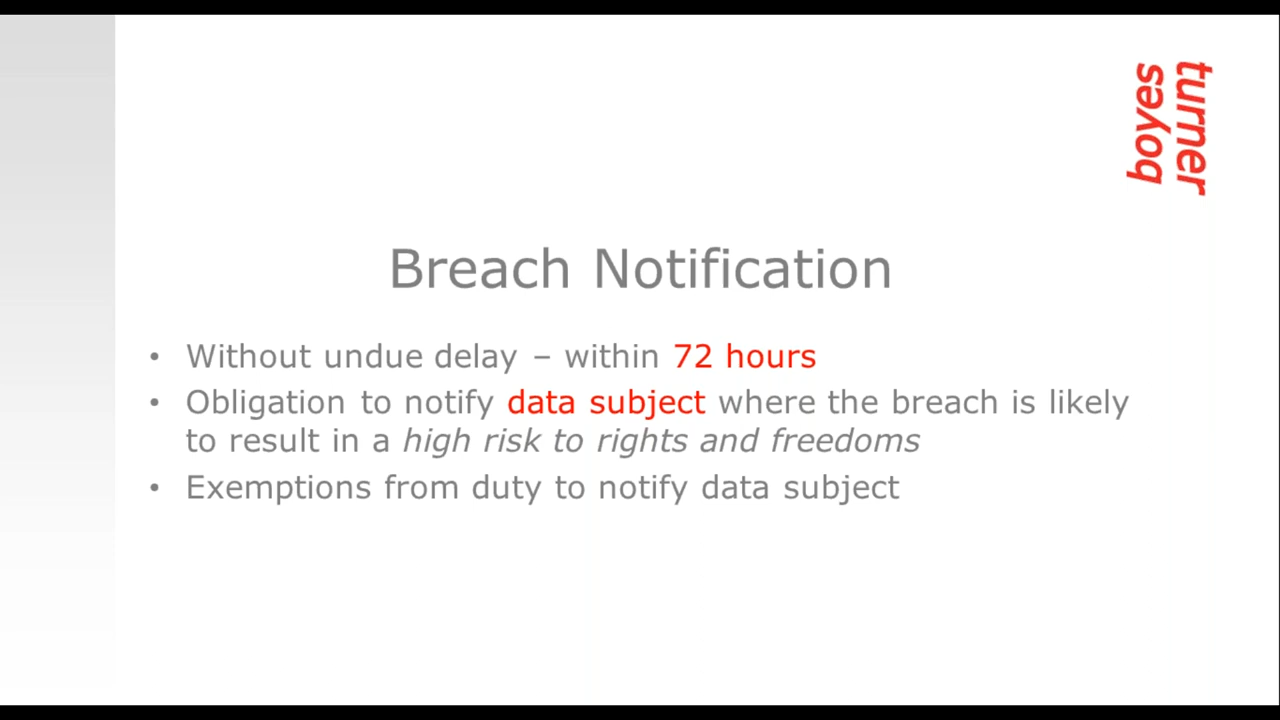 boyes
turner
Breach Notification
• Without undue delay – within 72 hours
• Obligation to notify data subject where the breach is likely
to result in a high risk to rights and freedoms
• Exemptions from duty to notify data subject